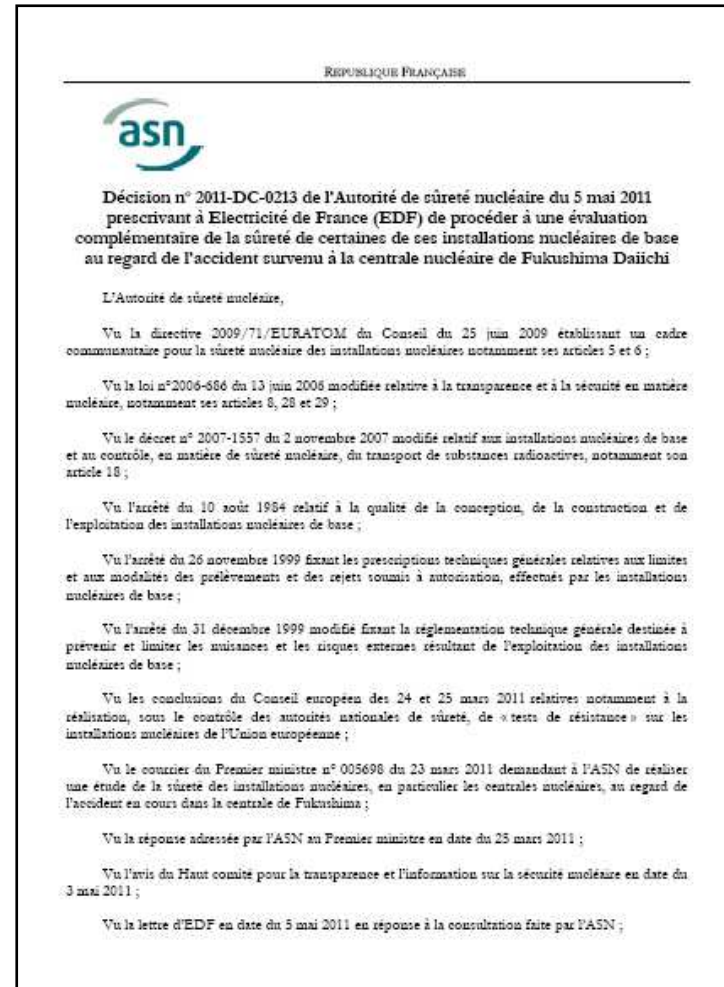 REPUBLIQUE FRANÇAISE
asn
Décision n° 2011-DC-0213 de l'Autorité de sûreté nucléaire du 5 mai 2011
prescrivant à Electricité de France (EDF) de procéder à une évaluation
complémentaire de la sûreté de certaines de ses installations nucléaires de base
au regard de l'accident survenu à la centrale nucléaire de Fukushima Daiichi
L'Autorité de sûreté nucléaire,
Vu la directive 2009/71/EURATOM du Conseil du 25 juin 2009 établissant un cadre
communautaire pour la sûreté nucléaire des installations nucléaires notamment ses articles 5 et 6 ;
Vu la loi n°2006-686 du 13 juin 2006 modifiée relative à la transparence et à la sécurité en matière
nucléaire, notamment ses articles 8, 28 et 29 ;
Vu le décret n° 2007-1557 du 2 novembre 2007 modifié relatif aux installations nucléaires de base
et au contrôle, en matière de sûreté nucléaire, du transport de substances radioactives, notamment son
article 18 ;
Vu l'arrêté du 10 août 1984 relatif à la qualité de la conception, de la construction et de
l'exploitation des installations nucléaires de base ;
Vu l'arrêté du 26 novembre 1999 fixant les prescriptions techniques générales relatives aux limites
et aux modalités des prélèvements et des rejets soumis à autorisation, effectués par les installations
nucléaires de base ;
Vu l'arrêté du 31 décembre 1999 modifié fixant la réglementation technique générale destinée à
prévenir et limiter les nuisances et les risques externes résultant de l'exploitation des installations
nucléaires de base ;
Vu les conclusions du Conseil européen des 24 et 25 mars 2011 relatives notamment à la
réalisation, sous le contrôle des autorités nationales de sûreté, de « tests de résistance » sur les
installations nucléaires de l'Union européenne ;
Vu le courrier du Premier ministre n° 005698 du 23 mars 2011 demandant à l'ASN de réaliser
une étude de la sûreté des installations nucléaires, en particulier les centrales nucléaires, au regard de
l'accident en cours dans la centrale de Fukushima ;
Vu la réponse adressée par l'ASN au Premier ministre en date du 25 mars 2011 ;
Vu l'avis du Haut comité pour la transparence et l'information sur la sécurité nucléaire en date du
3 mai 2011 ;
Vu la lettre d'EDF en date du 5 mai 2011 en réponse à la consultation faite par l'ASN ;